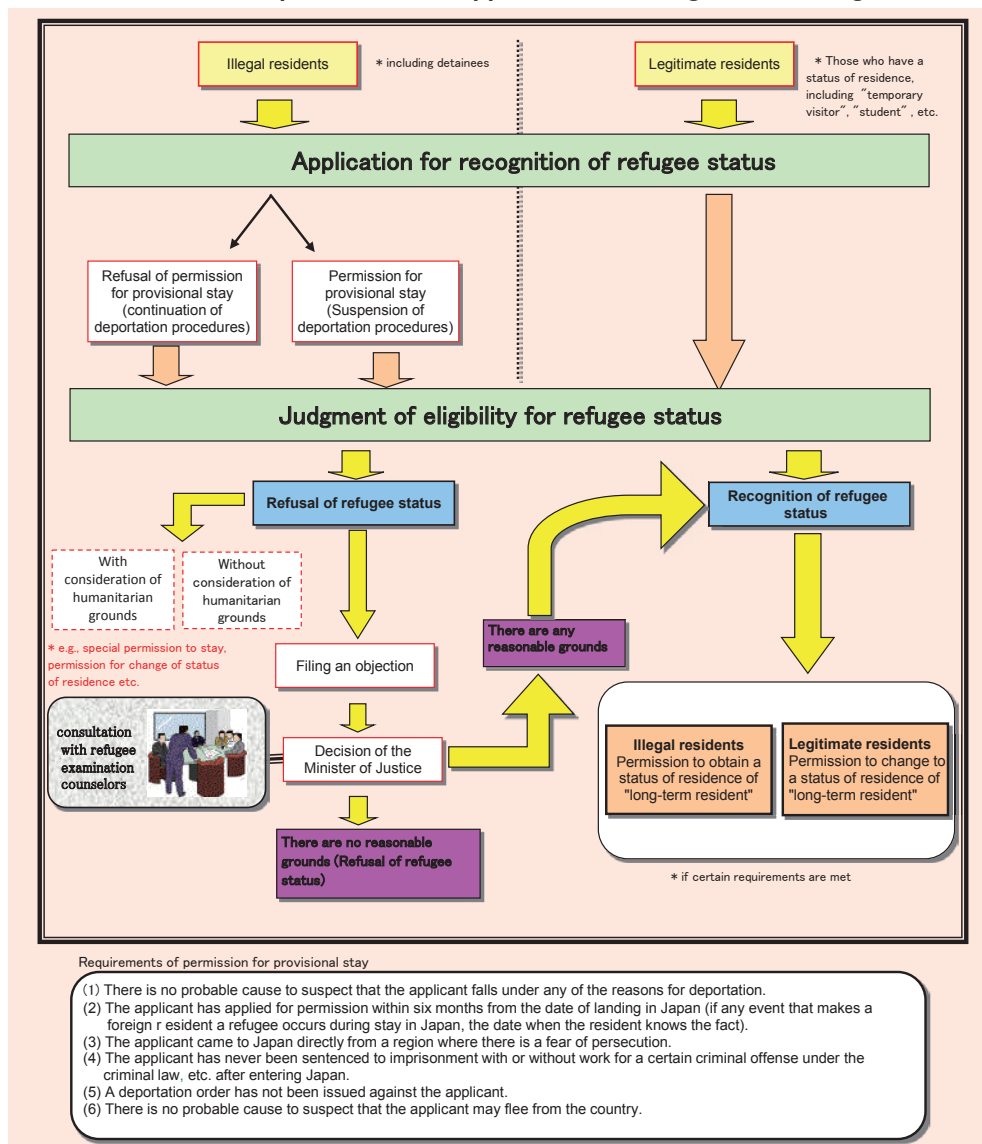 Illegal residents
* including detainees
Legitimate residents
* Those who have a
status of residence,
including "temporary
visitor", "student" , etc.
Application for recognition of refugee status
Refusal of permission
for provisional stay
(continuation of
deportation procedures)
Permission for
provisional stay
(Suspension of
deportation procedures)
Judgment of eligibility for refugee status
Refusal of refugee status
Recognition of refugee
status
With
consideration of
humanitarian
grounds
Without
consideration of
humanitarian
grounds
* e.g., special permission to stay,
permission for change of status
of residence etc.
There are any
reasonable grounds
Filing an objection
consultation
with refugee
examination
counselors
Decision of the
Minister of Justice
Illegal residents
Permission to obtain a
status of residence of
"long-term resident"
Legitimate residents
Permission to change to
a status of residence of
"long-term resident"
There are no reasonable
grounds (Refusal of refugee
status)
* if certain requirements are met
Requirements of permission for provisional stay
(1) There is no probable cause to suspect that the applicant falls under any of the reasons for deportation.
(2) The applicant has applied for permission within six months from the date of landing in Japan (if any event that makes a
foreign r esident a refugee occurs during stay in Japan, the date when the resident knows the fact).
(3) The applicant came to Japan directly from a region where there is a fear of persecution.
(4) The applicant has never been sentenced to imprisonment with or without work for a certain criminal offense under the
criminal law, etc. after entering Japan.
(5) A deportation order has not been issued against the applicant.
(6) There is no probable cause to suspect that the applicant may flee from the country.